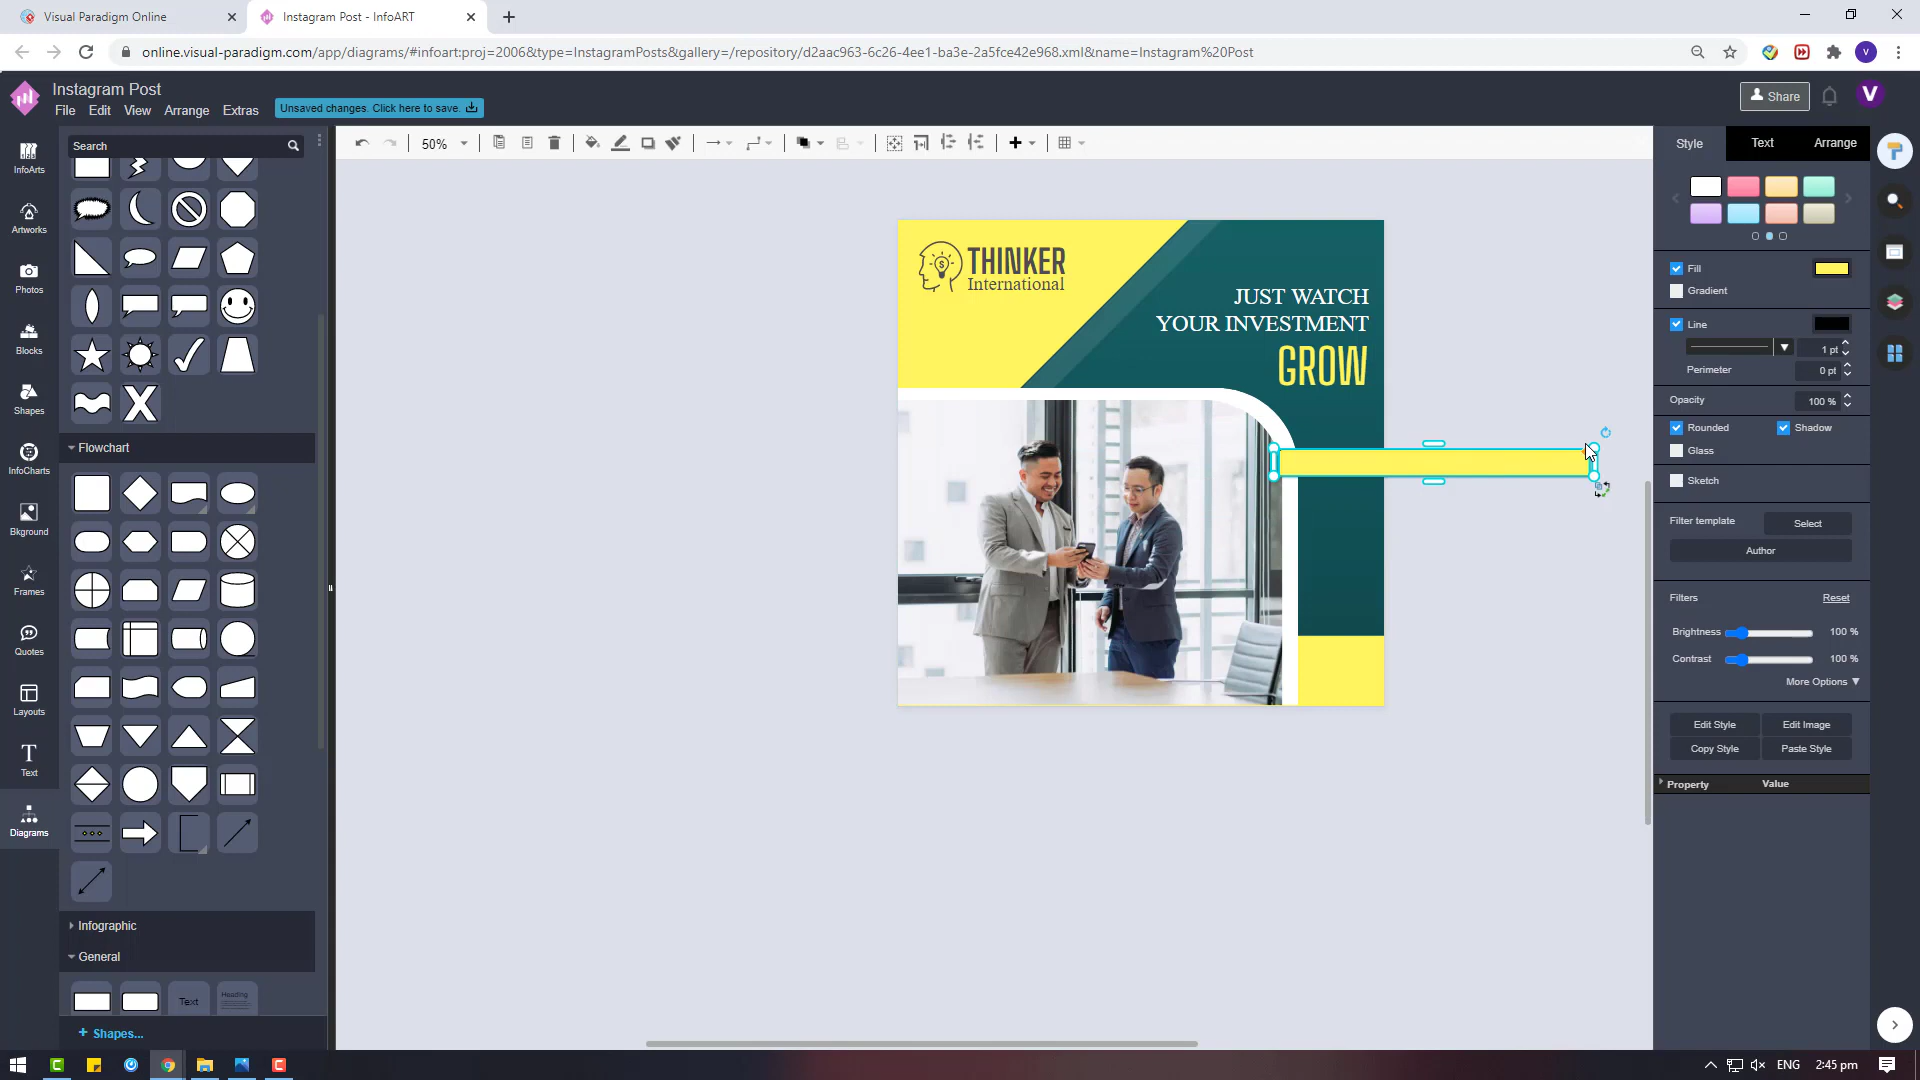 Visual Paradigm Online
Instagram Post - InfoART
online.visual-paradigm.com/app/diagrams/#infoart:proj=2006&type=InstagramPosts&gallery=/repository/d2aac963-6c26-4ee1-ba3e-2a5fce42e968.xml&name=Instagram%20Post
V
Instagram Post
File Edit View Arrange Extras
Unsaved changes. Click here to save.
Share
V
InfoArts
Artworks
Photos
Blocks
Shapes
InfoCharts
Bkground
Frames
Quotes
Layouts
Text
Diagrams
Search
Flowchart
Infographic
General
Text
Heading
+ Shapes...
50%
THINKER
International
JUST WATCH
YOUR INVESTMENT
GROW
Style Text Arrange
Fill
Gradient
Line
1 pt
Perimeter 0 pt
Opacity 100 %
Rounded Shadow
Glass
Sketch
Filter template Select
Author
Filters Reset
Brightness 100 %
Contrast 100 %
More Options ▼
Edit Style Edit Image
Copy Style Paste Style
Property Value
ENG 2:45 pm